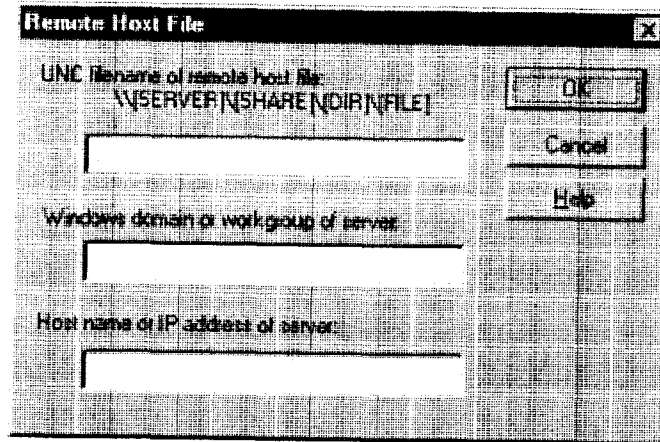 Remote Host File
UNC filename of remote host file:
\\[SERVER]\[SHARE]\[DIR]\[FILE]
OK
Cancel
Help
Windows domain or workgroup of server:
Host name or IP address of server: